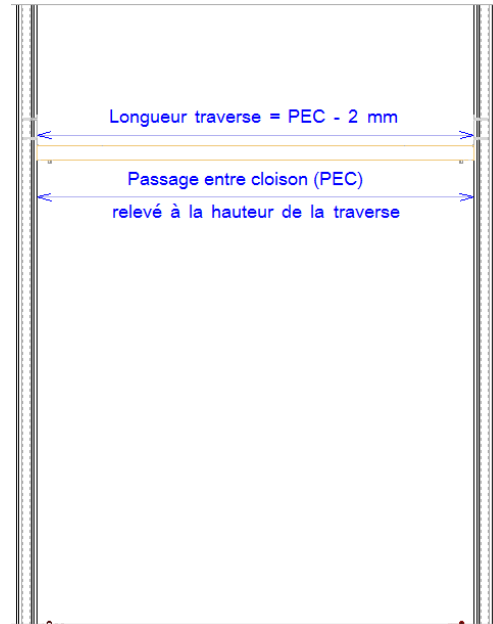 Longueur traverse = PEC - 2 mm
Passage entre cloison (PEC)
relevé à la hauteur de la traverse